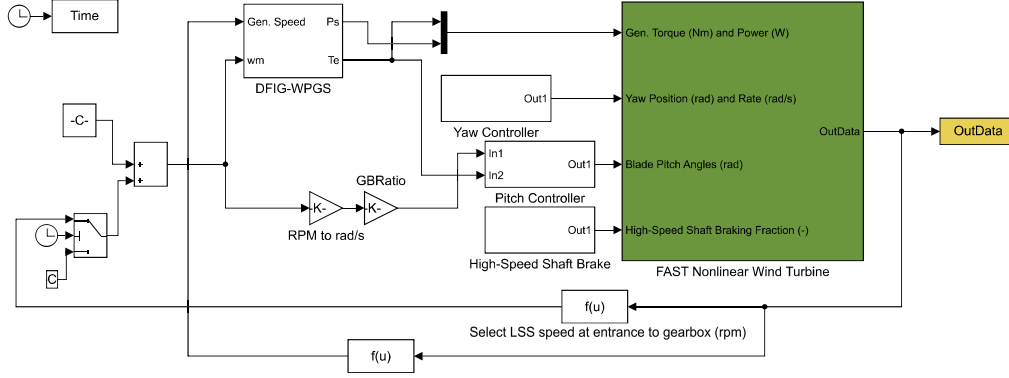 Time
Gen. Speed
Ps
wm
Te
DFIG-WPGS
Gen. Torque (Nm) and Power (W)
Out1
Yaw Position (rad) and Rate (rad/s)
Yaw Controller
-C-
OutData
OutData
In1
In2
Out1
Blade Pitch Angles (rad)
Pitch Controller
GBRatio
-K-
-K-
RPM to rad/s
Out1
High-Speed Shaft Braking Fraction (-)
High-Speed Shaft Brake
FAST Nonlinear Wind Turbine
C
f(u)
Select LSS speed at entrance to gearbox (rpm)
f(u)